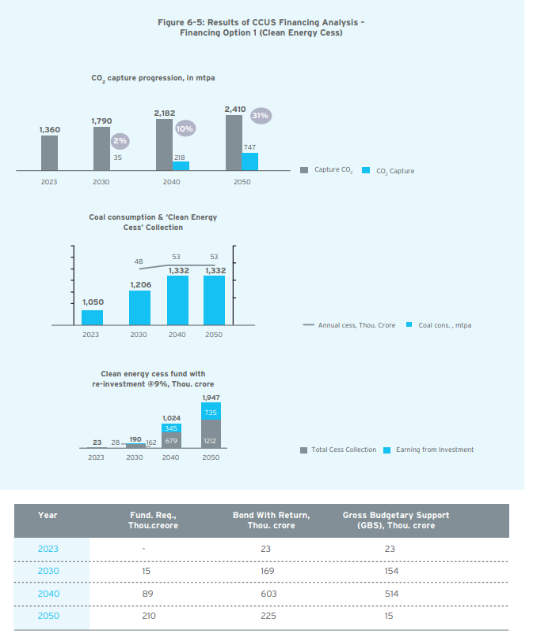 Figure 6-5: Results of CCUS Financing Analysis –
Financing Option 1 (Clean Energy Cess)
CO2 capture progression, in mtpa
1,360
1,790
2%
35
2,182
10%
218
2,410
31%
747
2023 2030 2040 2050
Capture CO2 CO2 Capture
Coal consumption & 'Clean Energy
Cess' Collection
48 53 53
1,050 1,206 1,332 1,332
2023 2030 2040 2050
Annual cess, Thou. Crore Coal cons., mtpa
Clean energy cess fund with
re-investment @9%, Thou. crore
23
28 190 162
1,024
345
679
1,947
735
1212
2023 2030 2040 2050
Total Cess Collection Earning from investment
Year Fund. Req., Bond With Return, Gross Budgetary Support
Thou.creore Thou. crore (GBS), Thou. crore
2023 - 23 23
2030 15 169 154
2040 89 603 514
2050 210 225 15